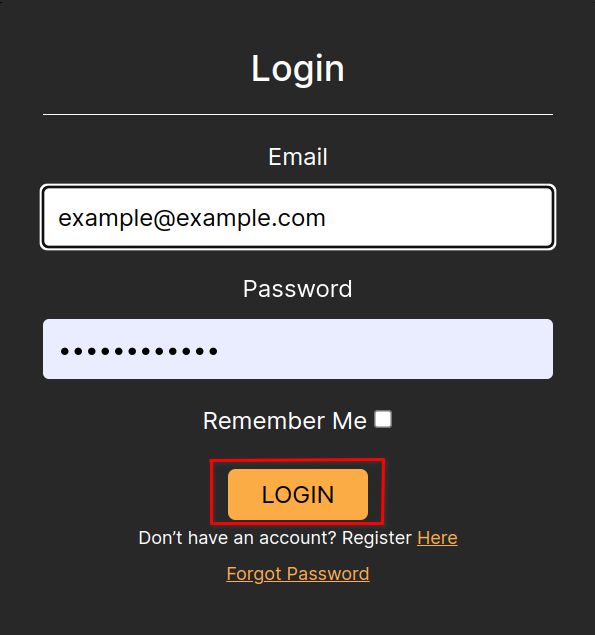 Login
Email
example@example.com
Password
••••••••••••
Remember Me
LOGIN
Don’t have an account? Register Here
Forgot Password